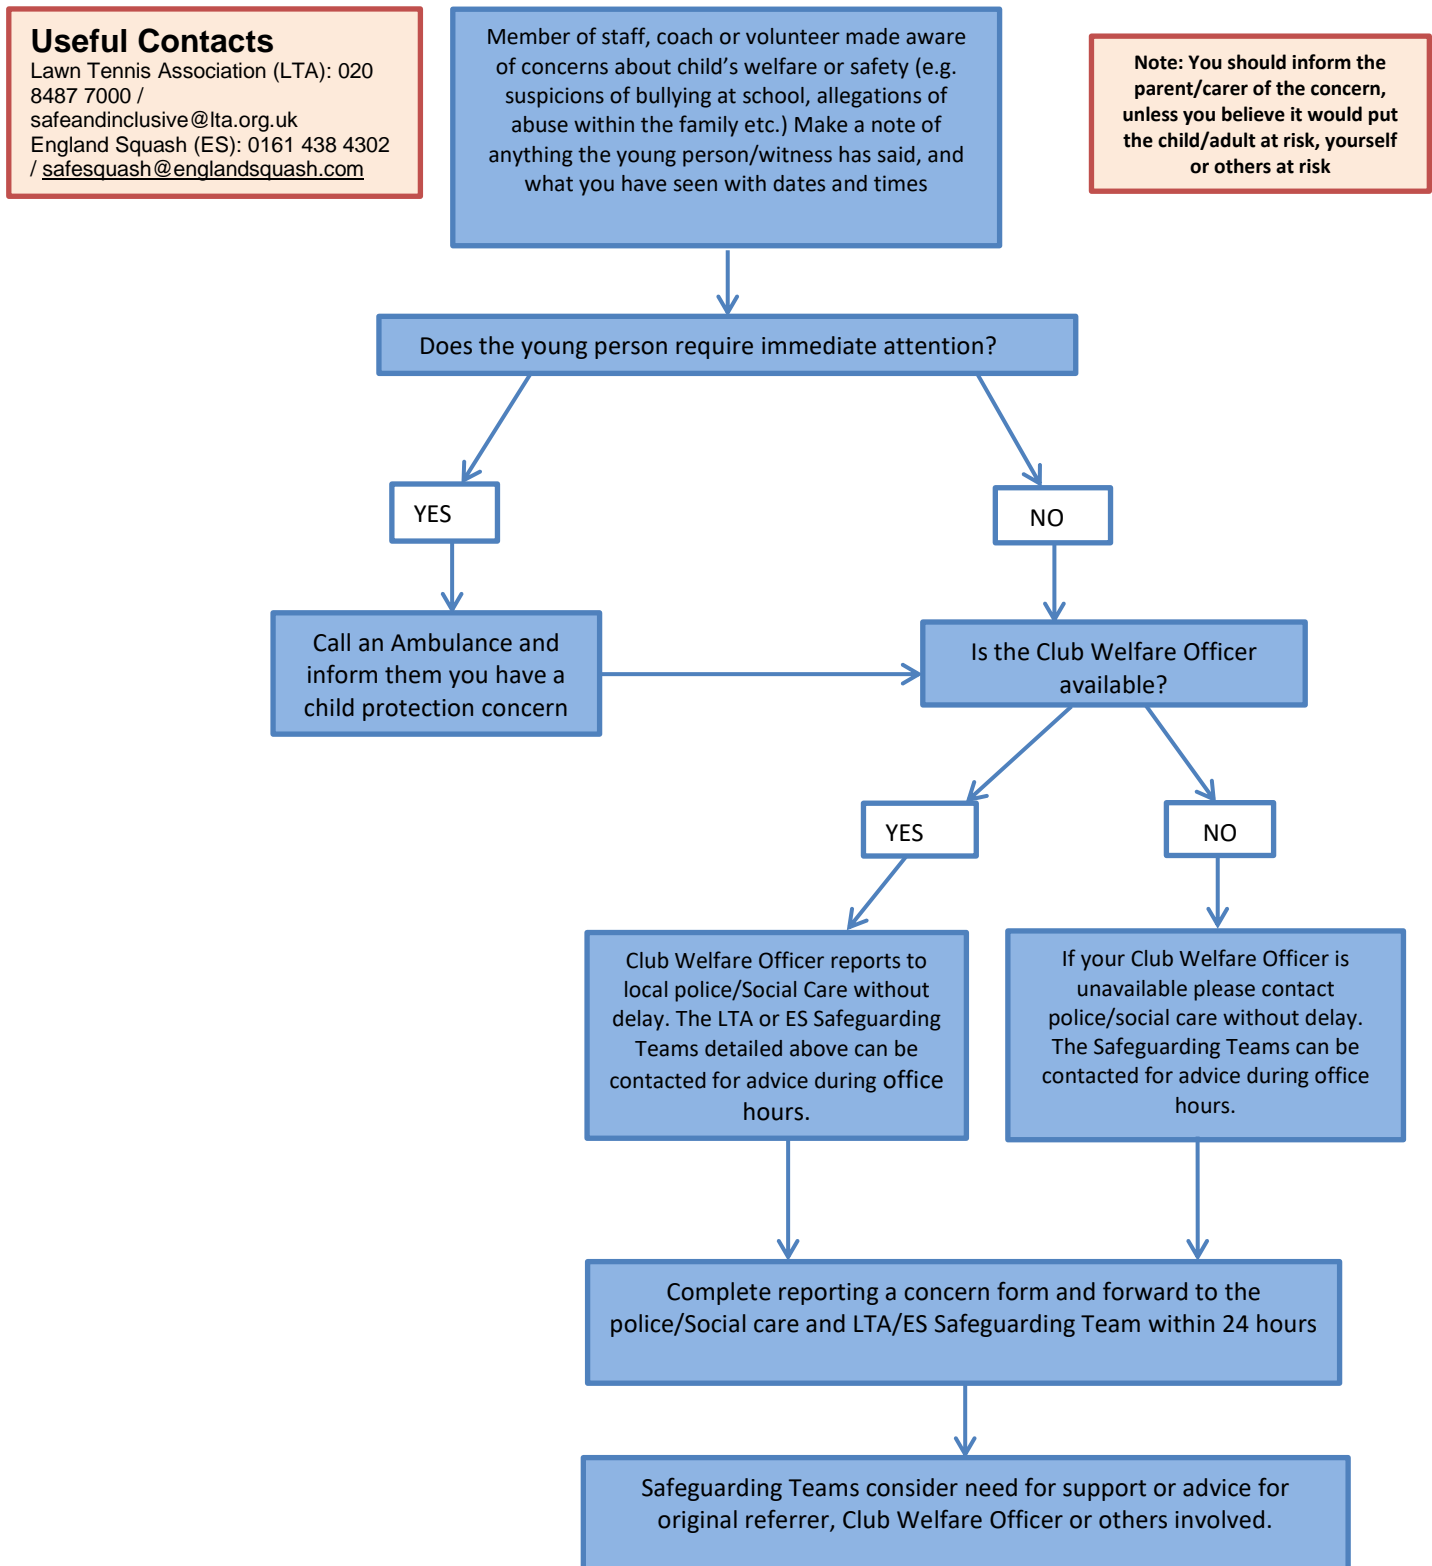 Useful Contacts
Lawn Tennis Association (LTA): 020
8487 7000 /
safeandinclusive@lta.org.uk
England Squash (ES): 0161 438 4302
/ safesquash@englandsquash.com
Member of staff, coach or volunteer made aware
of concerns about child’s welfare or safety (e.g.
suspicions of bullying at school, allegations of
abuse within the family etc.) Make a note of
anything the young person/witness has said, and
what you have seen with dates and times
Note: You should inform the
parent/carer of the concern,
unless you believe it would put
the child/adult at risk, yourself
or others at risk
Does the young person require immediate attention?
YES
NO
Call an Ambulance and
inform them you have a
child protection concern
Is the Club Welfare Officer
available?
YES
NO
Club Welfare Officer reports to
local police/Social Care without
delay. The LTA or ES Safeguarding
Teams detailed above can be
contacted for advice during office
hours.
If your Club Welfare Officer is
unavailable please contact
police/social care without delay.
The Safeguarding Teams can be
contacted for advice during office
hours.
Complete reporting a concern form and forward to the
police/Social care and LTA/ES Safeguarding Team within 24 hours
Safeguarding Teams consider need for support or advice for
original referrer, Club Welfare Officer or others involved.